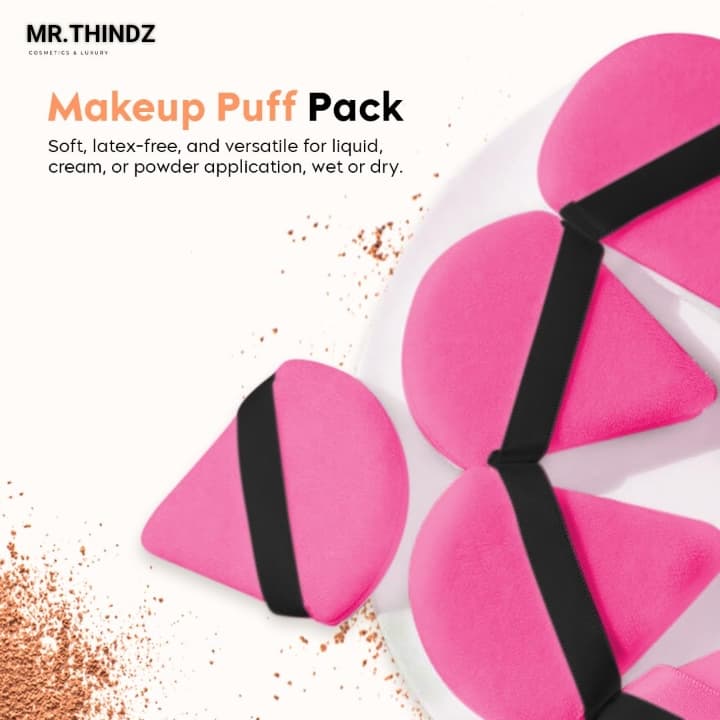 MR.THINDZ
COSMETICS & LUXURY
Makeup Puff Pack
Soft, latex-free, and versatile for liquid,
cream, or powder application, wet or dry.